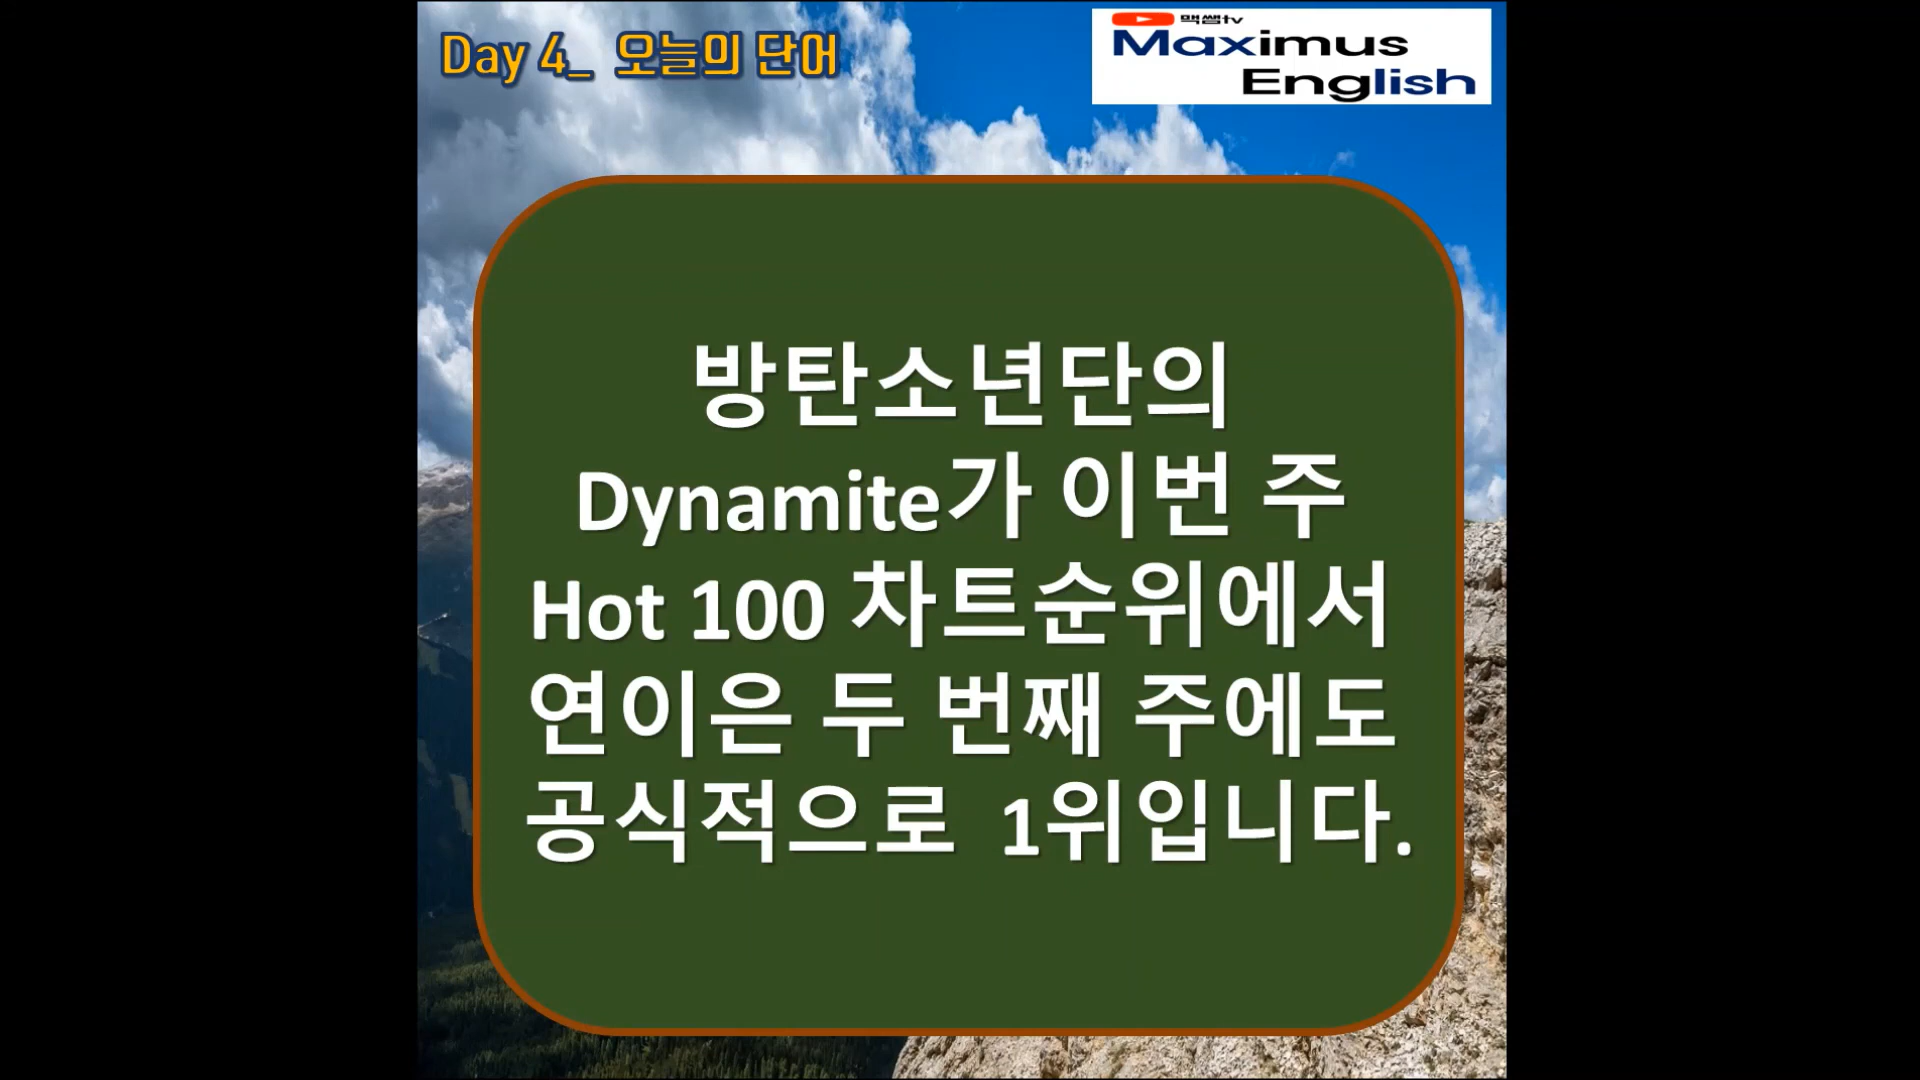 Day 4_ 오늘의 단어
맥쌤tv
Maximus
English
방탄소년단의
Dynamite가 이번 주
Hot 100 차트순위에서
연이은 두 번째 주에도
공식적으로 1위입니다.